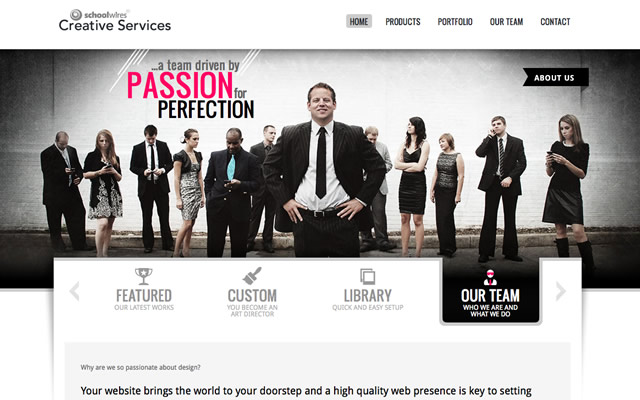 schoolwires
Creative Services
HOME
PRODUCTS
PORTFOLIO
OUR TEAM
CONTACT
...a team driven by
PASSION for
PERFECTION
ABOUT US
FEATURED
OUR LATEST WORKS
CUSTOM
YOU BECOME AN
ART DIRECTOR
LIBRARY
QUICK AND EASY SETUP
OUR TEAM
WHO WE ARE AND
WHAT WE DO
Why are we so passionate about design?
Your website brings the world to your doorstep and a high quality web presence is key to setting